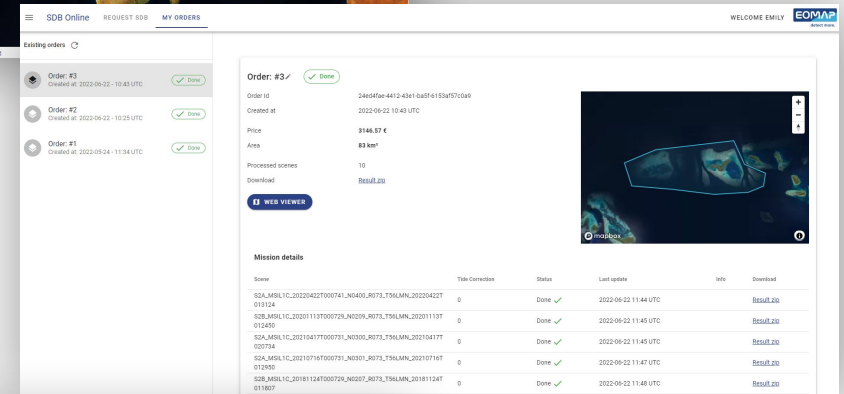 SDB Online REQUEST SDB MY ORDERS WELCOME EMILY EOMAP
detect more.
Existing orders
Order: #3
Created at: 2022-06-22 - 10:43 UTC Done
Order: #2
Created at: 2022-06-22 - 10:25 UTC Done
Order: #1
Created at: 2022-05-24 - 11:34 UTC Done
Order: #3 Done
Order Id 24ed4fae-4412-43e1-ba5f-6153af57c0a9
Created at 2022-06-22 10:43 UTC
Price 3146.57 €
Area 83 km²
Processed scenes 10
Download Result zip
WEB VIEWER
mapbox
Mission details
Scene Tide Correction Status Last update Info Download
S2A_MSIL1C_20220422T000741_N0400_R073_T56LMN_20220422T
013124 0 Done 2022-06-22 11:44 UTC Result zip
S2B_MSIL1C_20201113T000729_N0209_R073_T56LMN_20201113T
012450 0 Done 2022-06-22 11:45 UTC Result zip
S2A_MSIL1C_20210417T000731_N0300_R073_T56LMN_20210417T
020734 0 Done 2022-06-22 11:45 UTC Result zip
S2A_MSIL1C_20210716T000731_N0301_R073_T56LMN_20210716T
012950 0 Done 2022-06-22 11:47 UTC Result zip
S2B_MSIL1C_20181124T000729_N0207_R073_T56LMN_20181124T
011807 0 Done 2022-06-22 11:48 UTC Result zip